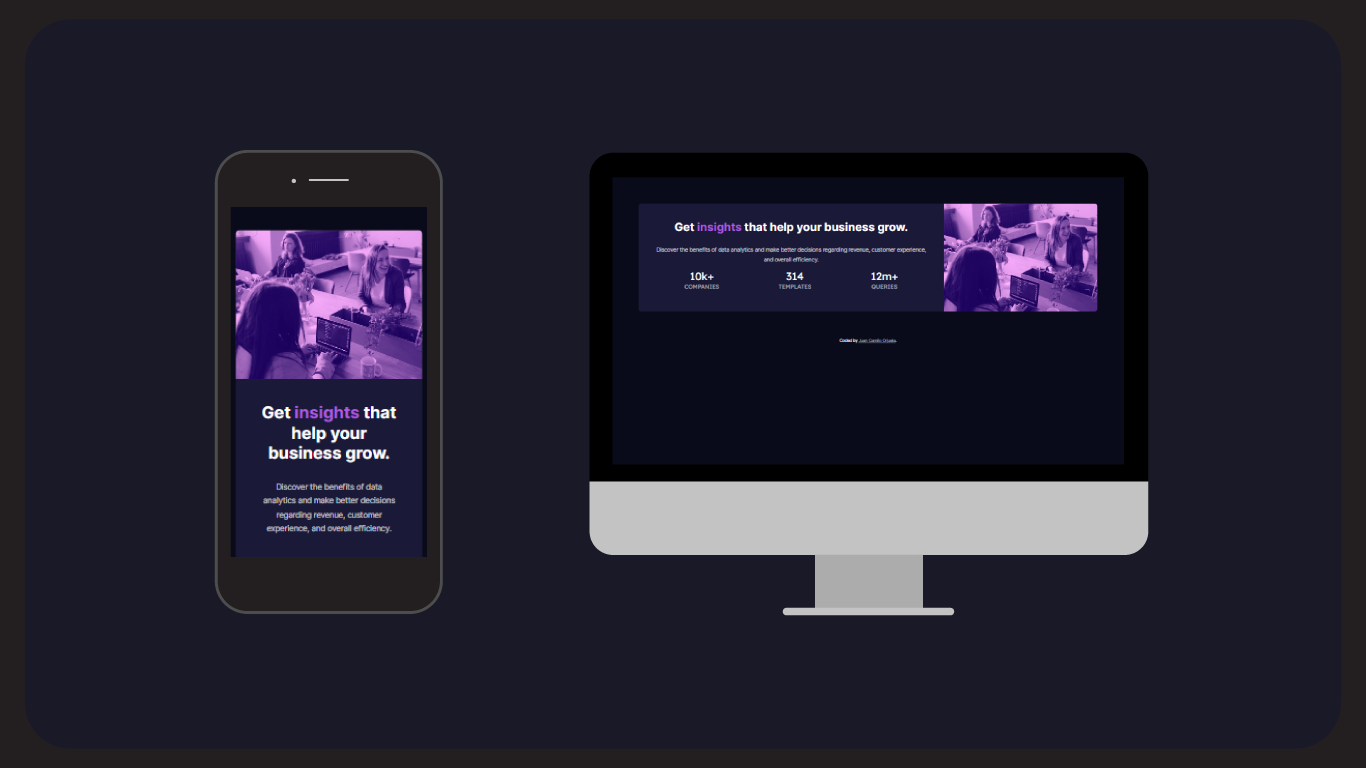 Get insights that
help your
business grow.
Discover the benefits of data
analytics and make better decisions
regarding revenue, customer
experience, and overall efficiency.
Get insights that help your business grow.
Discover the benefits of data analytics and make better decisions regarding revenue, customer experience,
and overall efficiency.
10k+ 314 12m+
COMPANIES TEMPLATES QUERIES
Coded by Juan Camilo